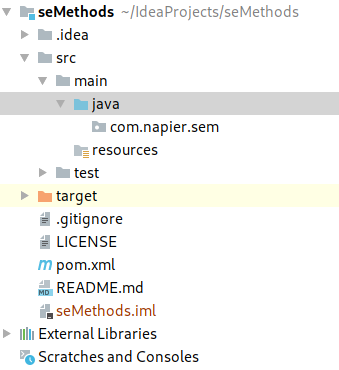 seMethods ~/IdeaProjects/seMethods
.idea
src
main
java
com.napier.sem
resources
test
target
.gitignore
LICENSE
pom.xml
README.md
seMethods.iml
External Libraries
Scratches and Consoles